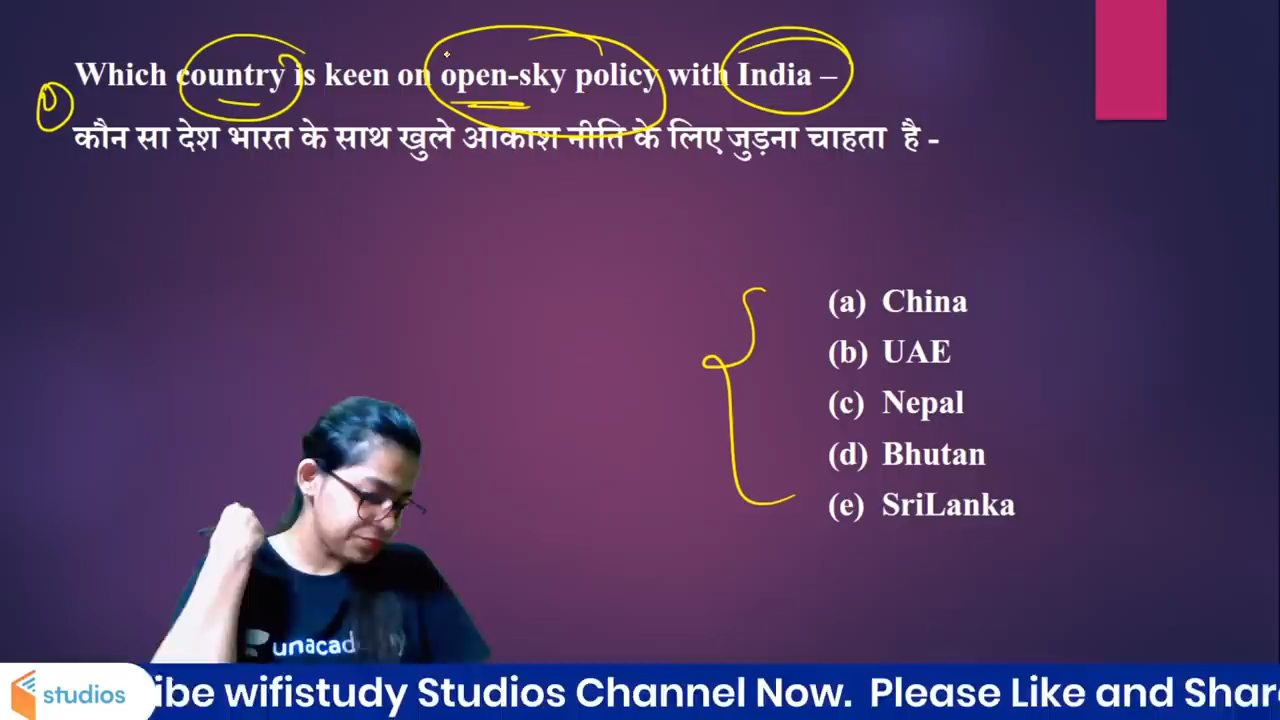 Which country is keen on open-sky policy with India –
कौन सा देश भारत के साथ खुले आकाश नीति के लिए जुड़ना चाहता है -
(a) China
(b) UAE
(c) Nepal
(d) Bhutan
(e) SriLanka
unacad
studios
ibe wifistudy Studios Channel Now. Please Like and Shar